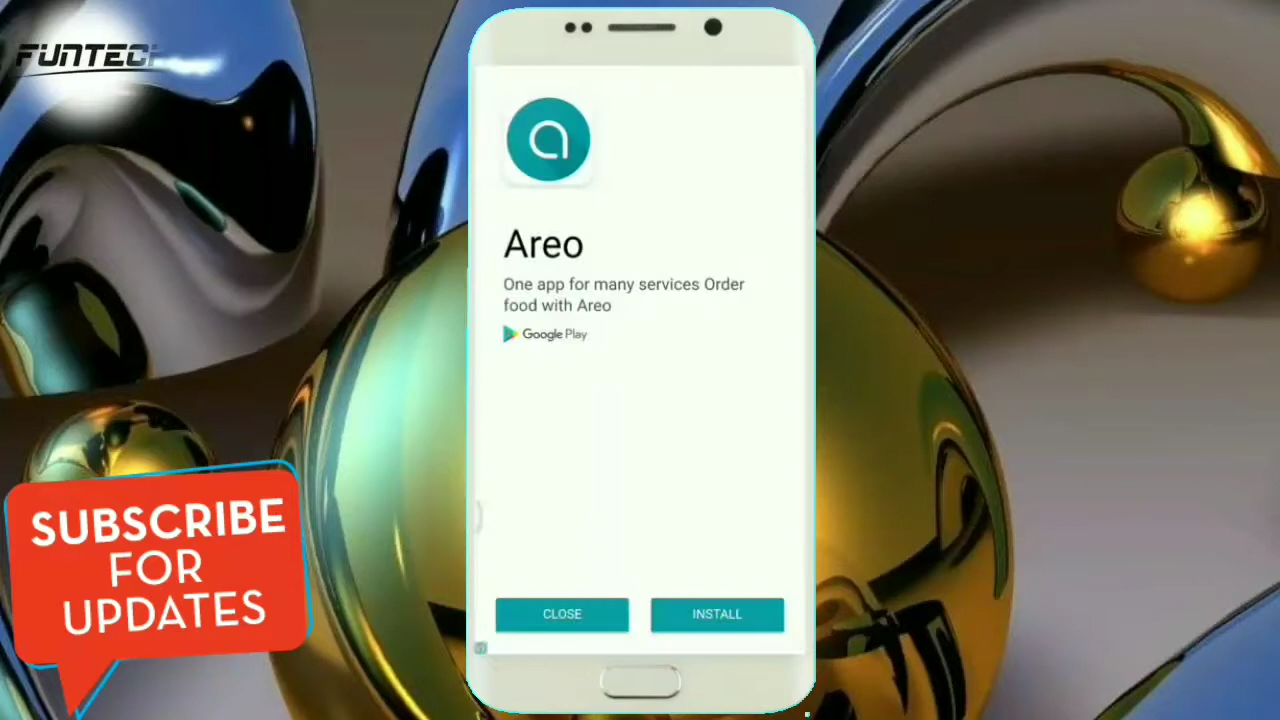 FUNTECH
Areo
One app for many services Order
food with Areo
Google Play
CLOSE
INSTALL
SUBSCRIBE
FOR
UPDATES